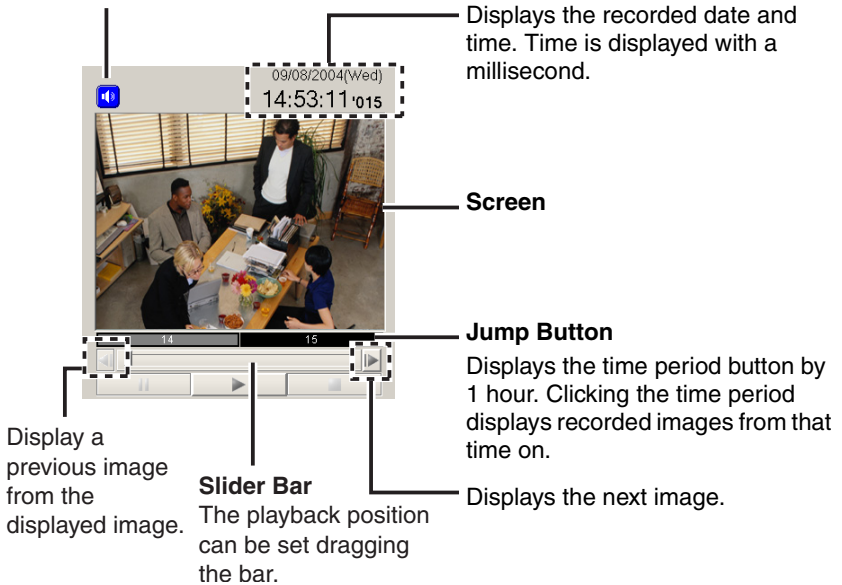 Displays the recorded date and
time. Time is displayed with a
millisecond.
09/08/2004(Wed)
14:53:11'015
Screen
14
15
Jump Button
Displays the time period button by
1 hour. Clicking the time period
displays recorded images from that
time on.
Display a
previous image
from the
displayed image.
Slider Bar
The playback position
can be set dragging
the bar.
Displays the next image.